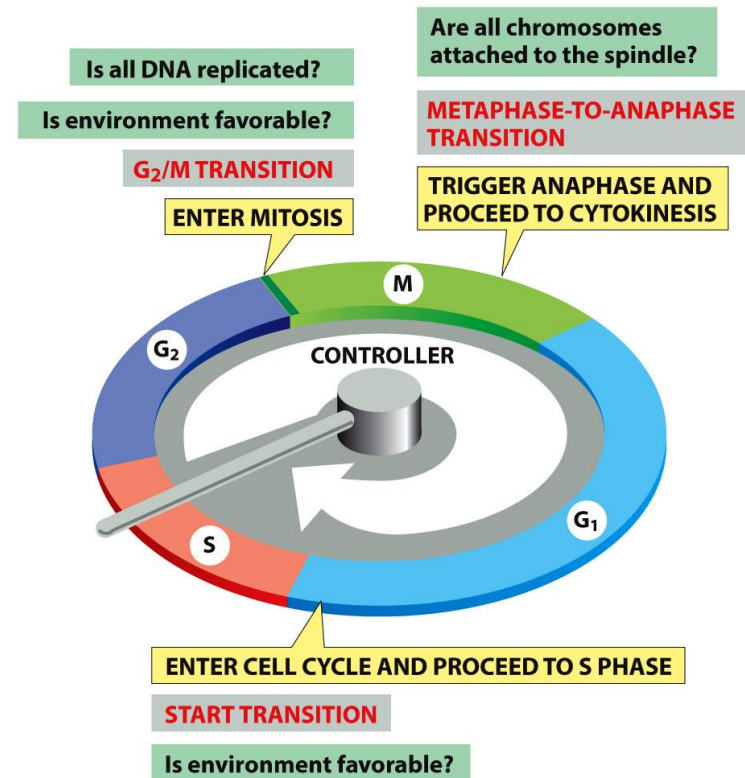 Is all DNA replicated?
Is environment favorable?
G₂/M TRANSITION
ENTER MITOSIS
Are all chromosomes
attached to the spindle?
METAPHASE-TO-ANAPHASE
TRANSITION
TRIGGER ANAPHASE AND
PROCEED TO CYTOKINESIS
M
G₂
CONTROLLER
G₁
S
ENTER CELL CYCLE AND PROCEED TO S PHASE
START TRANSITION
Is environment favorable?